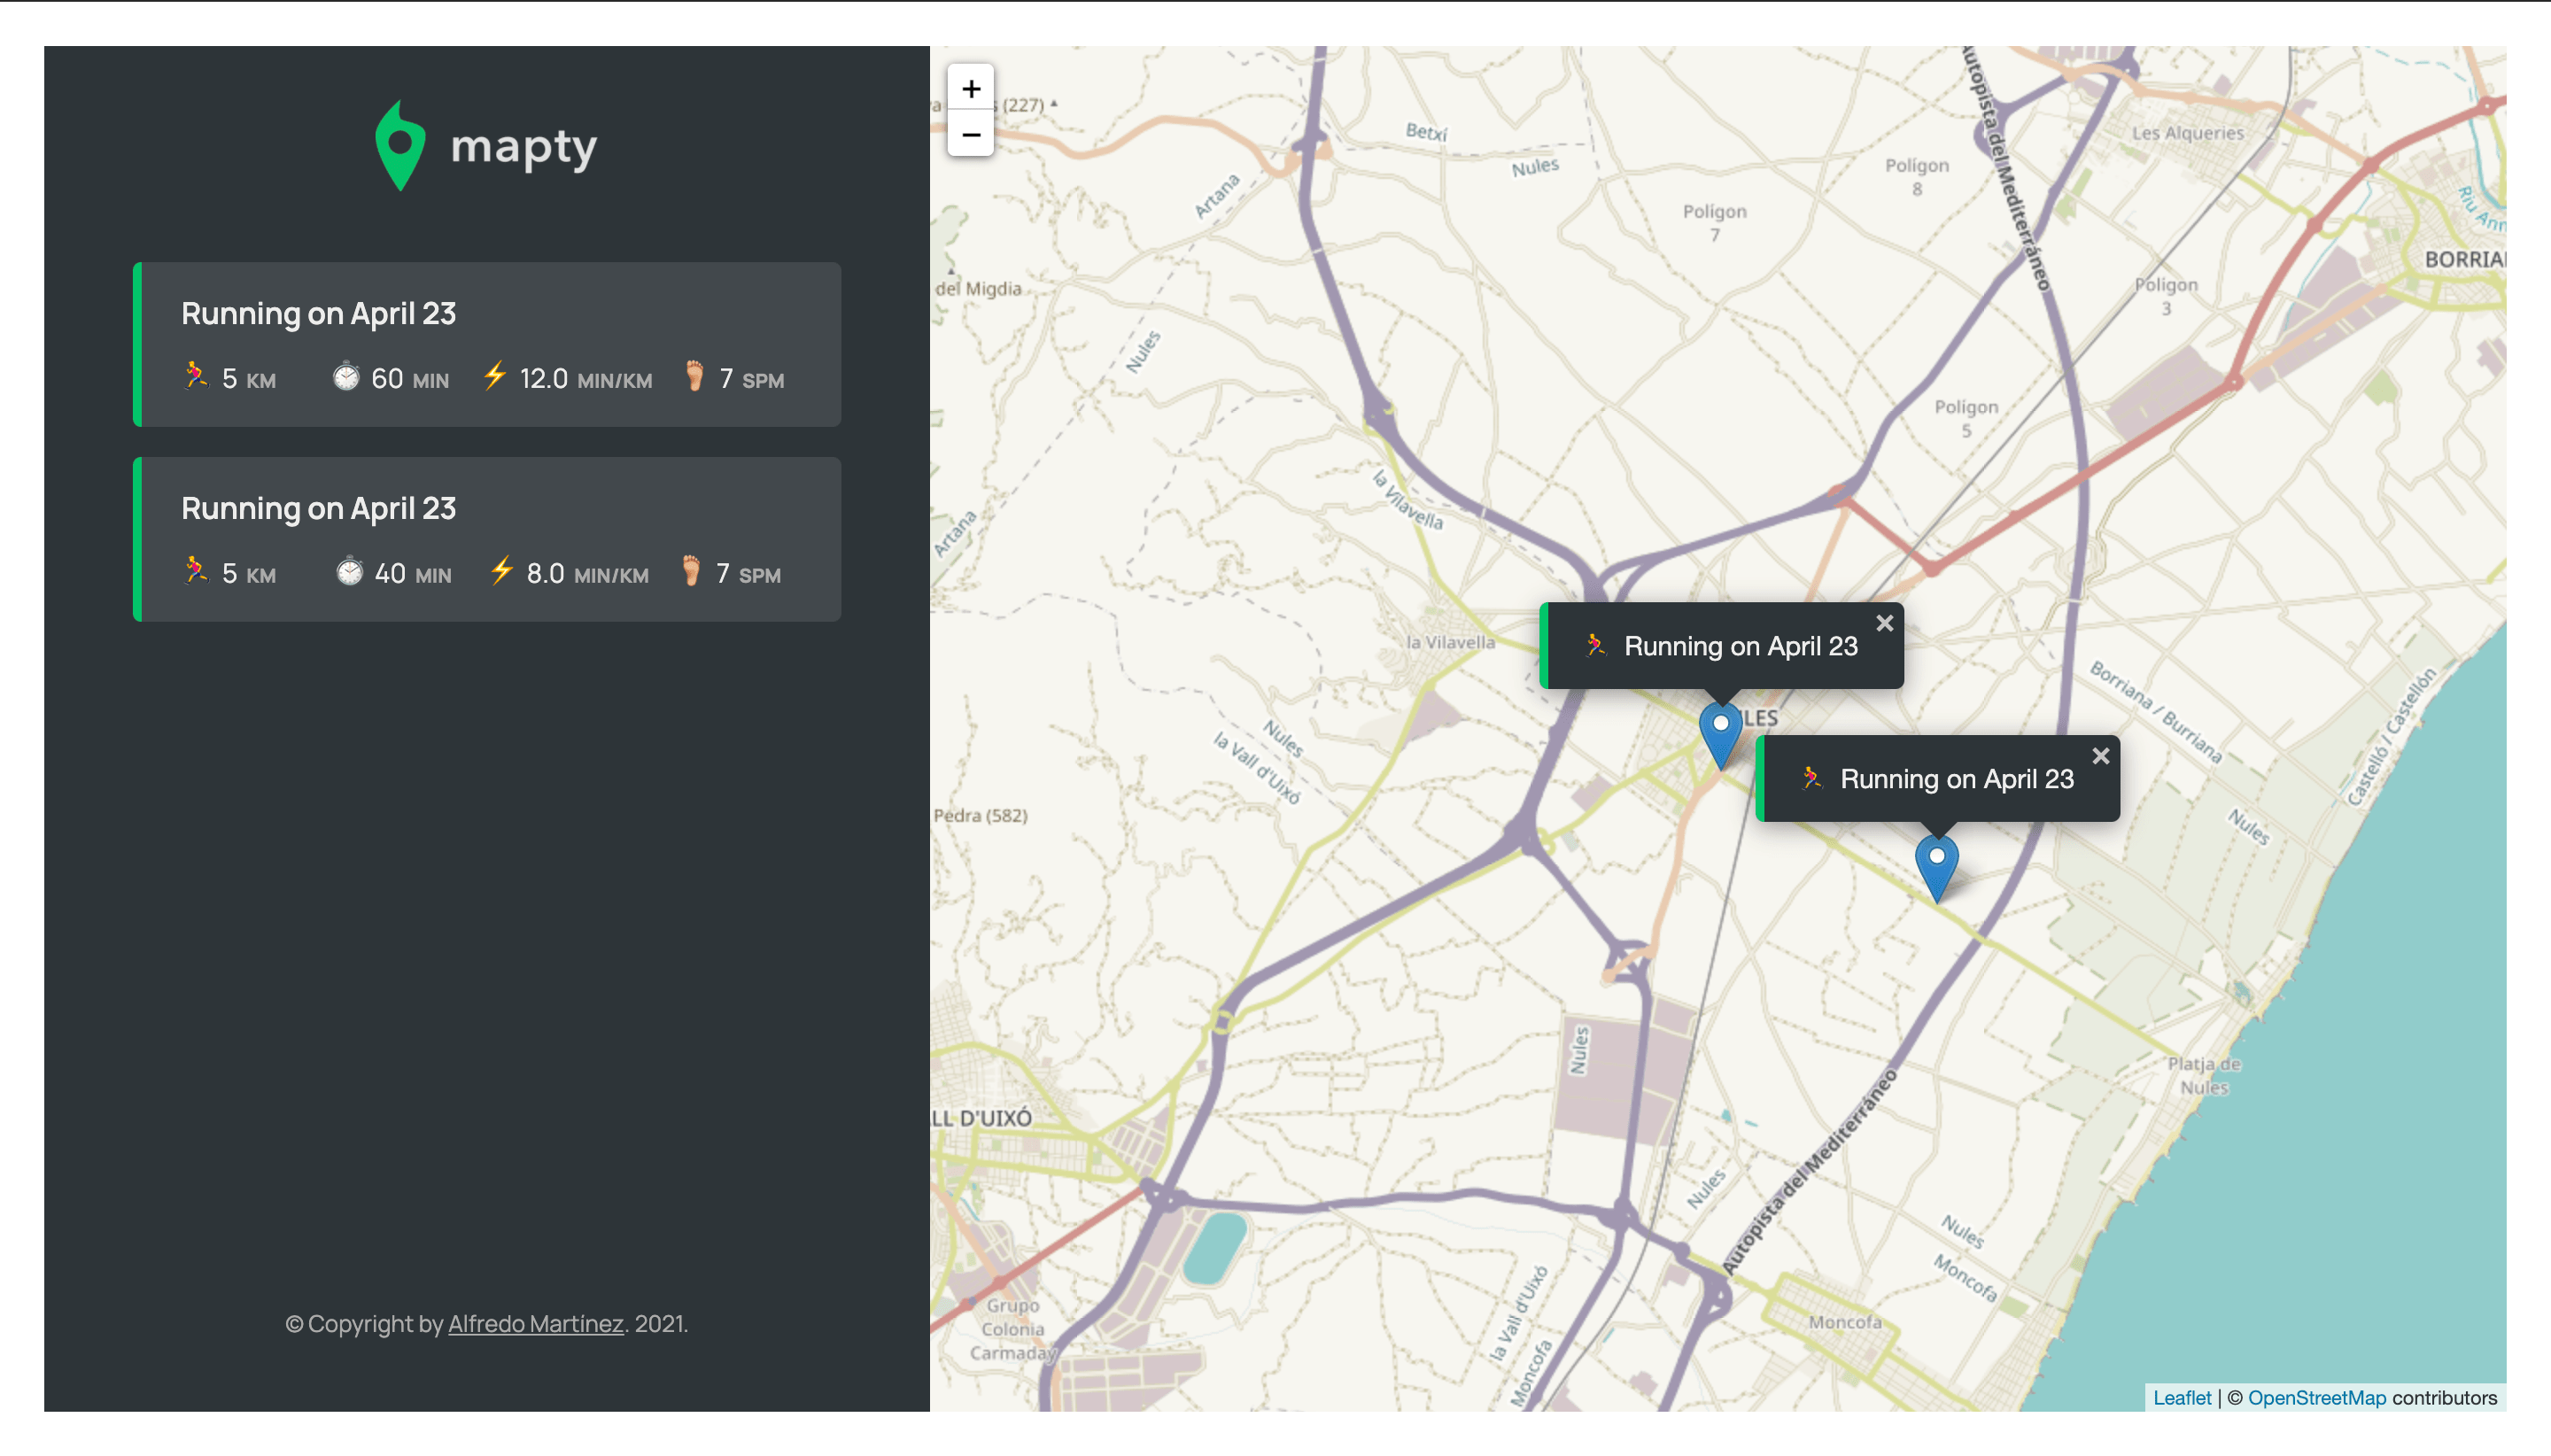 mapty
Running on April 23
5 KM 60 MIN 12.0 MIN/KM 7 SPM
Running on April 23
5 KM 40 MIN 8.0 MIN/KM 7 SPM
© Copyright by Alfredo Martínez. 2021.
+
−
(227)
Betxí
Nules
Artana
Polígon
7
Polígon
8
Autopista del Mediterráneo
Les Alqueries
Riu Ann
BORRIA
Poligon
3
del Migdia
Nules
Polígon
5
la Vilavella
Artana
la Vilavella
Running on April 23
×
LES
Running on April 23
×
Borriana / Burriana
Nules
Castelló / Castellón
Nules
la Vall d'Uixó
Pedra (582)
Nules
Platja de
Nules
LL D'UIXÓ
Autopista del Mediterráneo
Nules
Nules
Moncofa
la Vall d'Uixó
Moncofa
Moncofa
Grupo
Colonia
Carmaday
Leaflet | © OpenStreetMap contributors